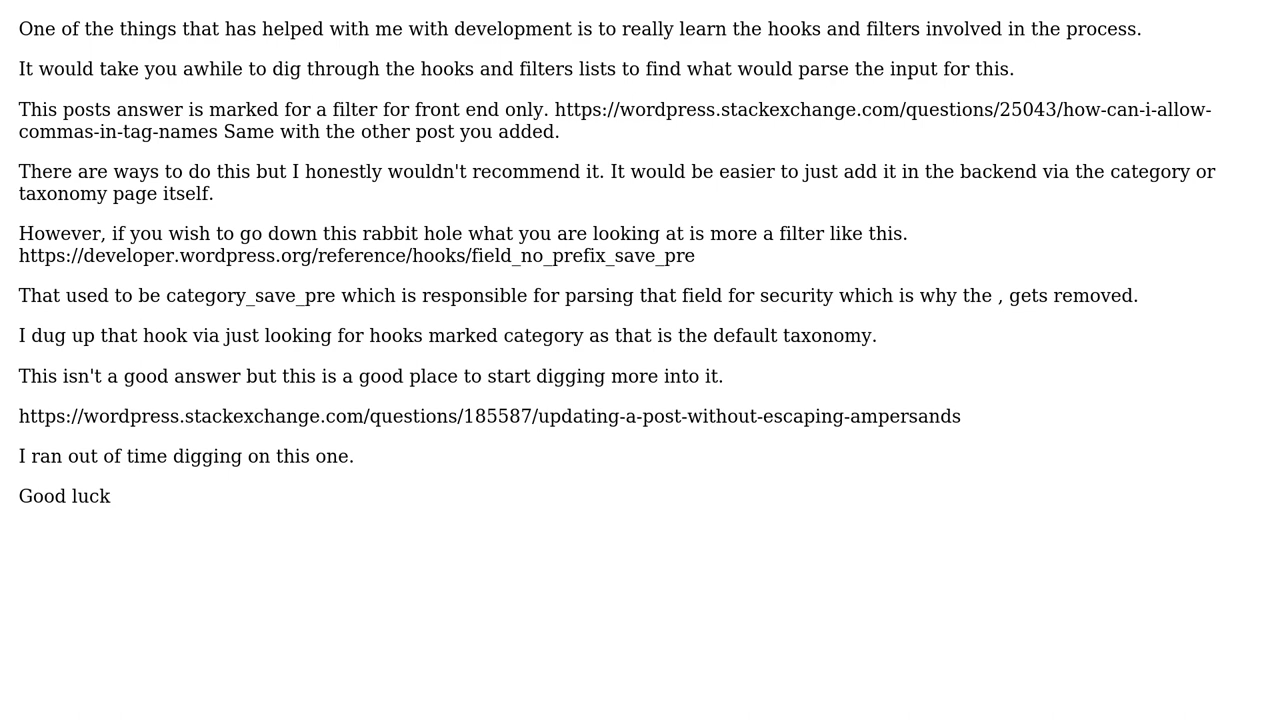 One of the things that has helped with me with development is to really learn the hooks and filters involved in the process.
It would take you awhile to dig through the hooks and filters lists to find what would parse the input for this.
This posts answer is marked for a filter for front end only. https://wordpress.stackexchange.com/questions/25043/how-can-i-allow-
commas-in-tag-names Same with the other post you added.
There are ways to do this but I honestly wouldn't recommend it. It would be easier to just add it in the backend via the category or
taxonomy page itself.
However, if you wish to go down this rabbit hole what you are looking at is more a filter like this.
https://developer.wordpress.org/reference/hooks/field_no_prefix_save_pre
That used to be category_save_pre which is responsible for parsing that field for security which is why the , gets removed.
I dug up that hook via just looking for hooks marked category as that is the default taxonomy.
This isn't a good answer but this is a good place to start digging more into it.
https://wordpress.stackexchange.com/questions/185587/updating-a-post-without-escaping-ampersands
I ran out of time digging on this one.
Good luck